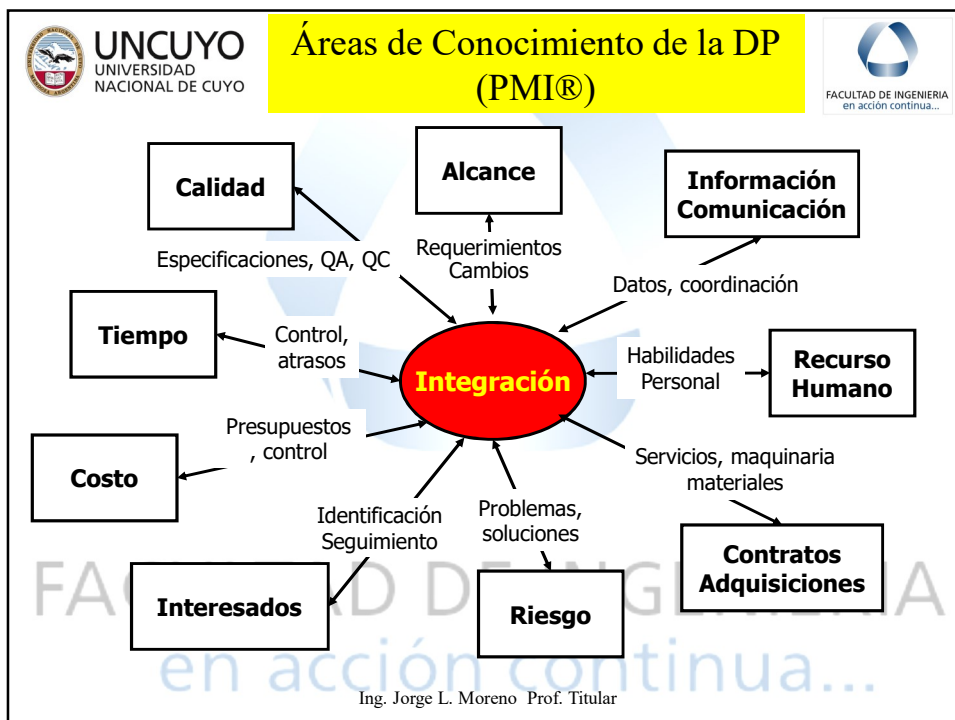 UNCUYO
UNIVERSIDAD
NACIONAL DE CUYO
Áreas de Conocimiento de la DP
(PMI®)
FACULTAD DE INGENIERIA
en acción continua...
Calidad
Alcance
Información
Comunicación
Especificaciones, QA, QC
Requerimientos
Cambios
Datos, coordinación
Tiempo
Control,
atrasos
Integración
Habilidades
Personal
Recurso
Humano
Presupuestos
, control
Costo
Servicios, maquinaria
materiales
Identificación
Seguimiento
Problemas,
soluciones
Contratos
Adquisiciones
Interesados
Riesgo
FACULTAD DE INGENIERIA
en acción continua...
Ing. Jorge L. Moreno Prof. Titular